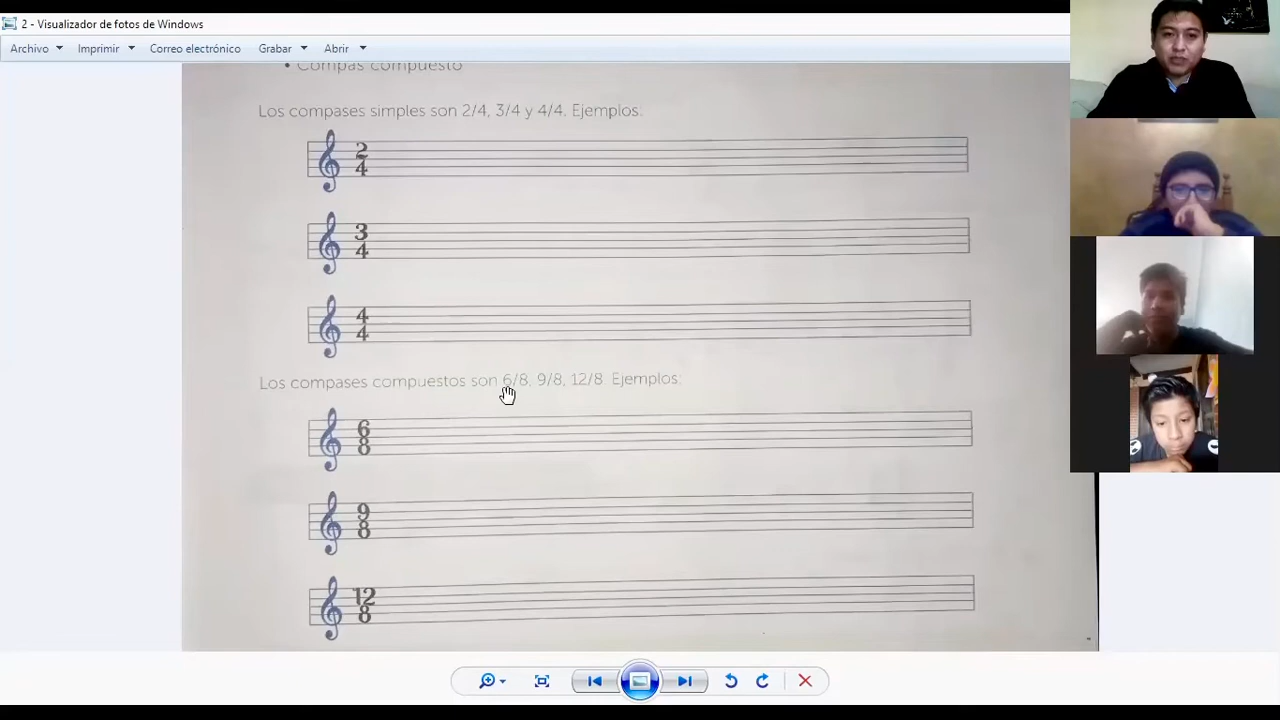 2 - Visualizador de fotos de Windows
Archivo Imprimir Correo electrónico Grabar Abrir
• Compás compuesto
Los compases simples son 2/4, 3/4 y 4/4. Ejemplos:
2
4
3
4
4
4
Los compases compuestos son 6/8, 9/8, 12/8 Ejemplos:
6
8
9
8
12
8